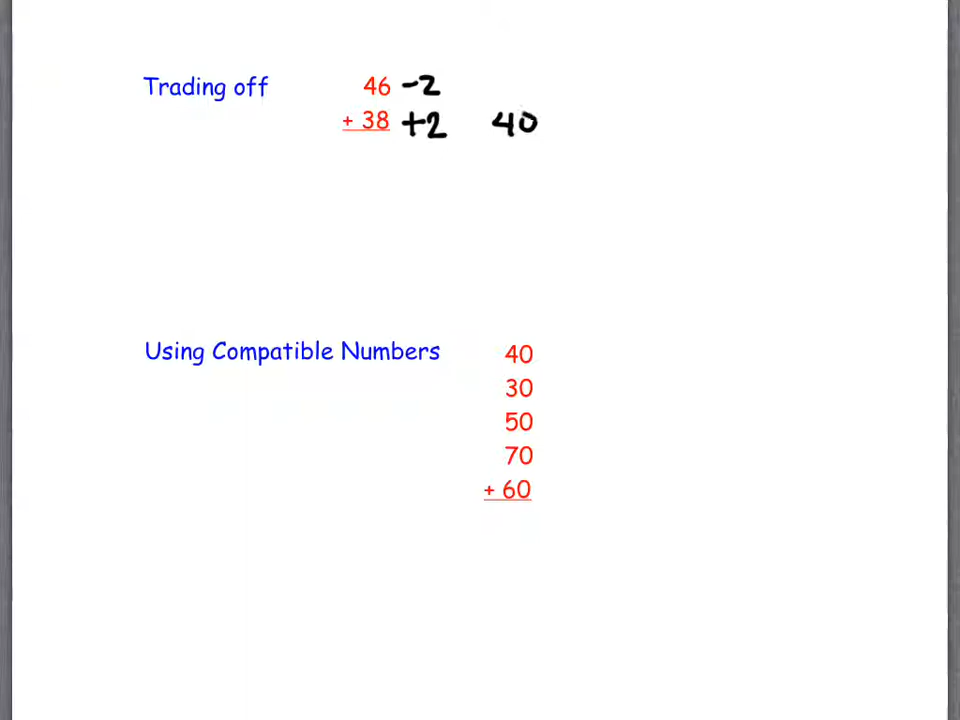 Trading off 46 -2
+ 38 +2 40
Using Compatible Numbers 40
30
50
70
+ 60